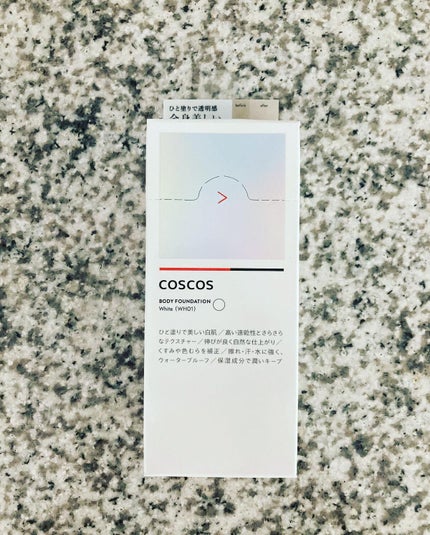 ひと塗りで透明感
全身美しい
before after
COSCOS
BODY FOUNDATION
White (WH01)
ひと塗りで美しい白肌／高い速乾性とさらさら
なテクスチャー／伸びが良く自然な仕上がり／
くすみや色むらを補正／擦れ・汗・水に強く、
ウォータープルーフ／保湿成分で潤いキープ